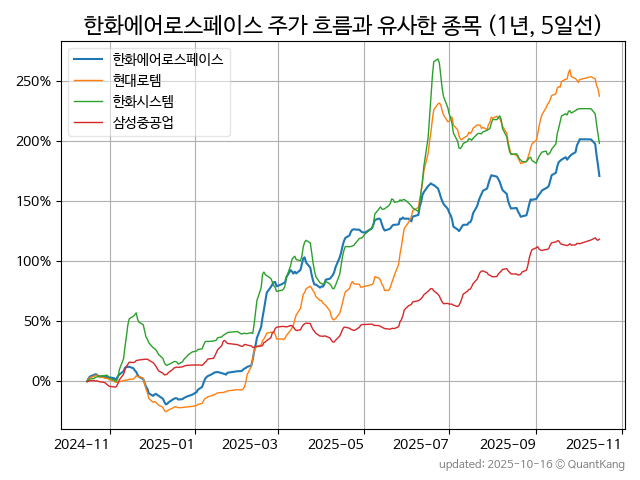 한화에어로스페이스 주가 흐름과 유사한 종목 (1년, 5일선)
한화에어로스페이스
현대로템
한화시스템
삼성중공업
250%
200%
150%
100%
50%
0%
2024-11 2025-01 2025-03 2025-05 2025-07 2025-09 2025-11
updated: 2025-10-16 © QuantKang